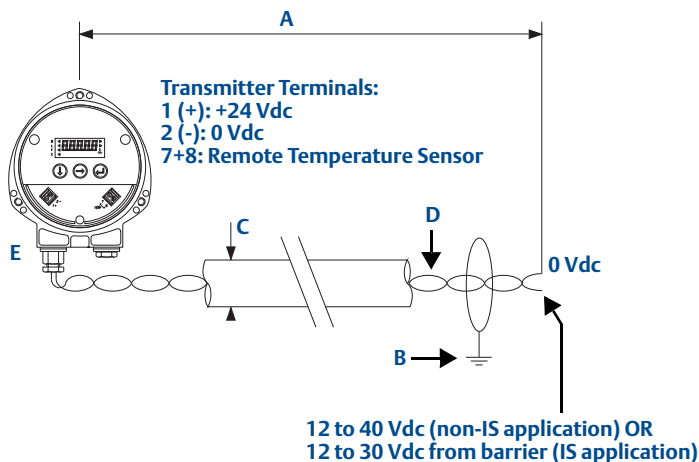 A
Transmitter Terminals:
1 (+): +24 Vdc
2 (-): 0 Vdc
7+8: Remote Temperature Sensor
C
D
E
0 Vdc
B
12 to 40 Vdc (non-IS application) OR
12 to 30 Vdc from barrier (IS application)